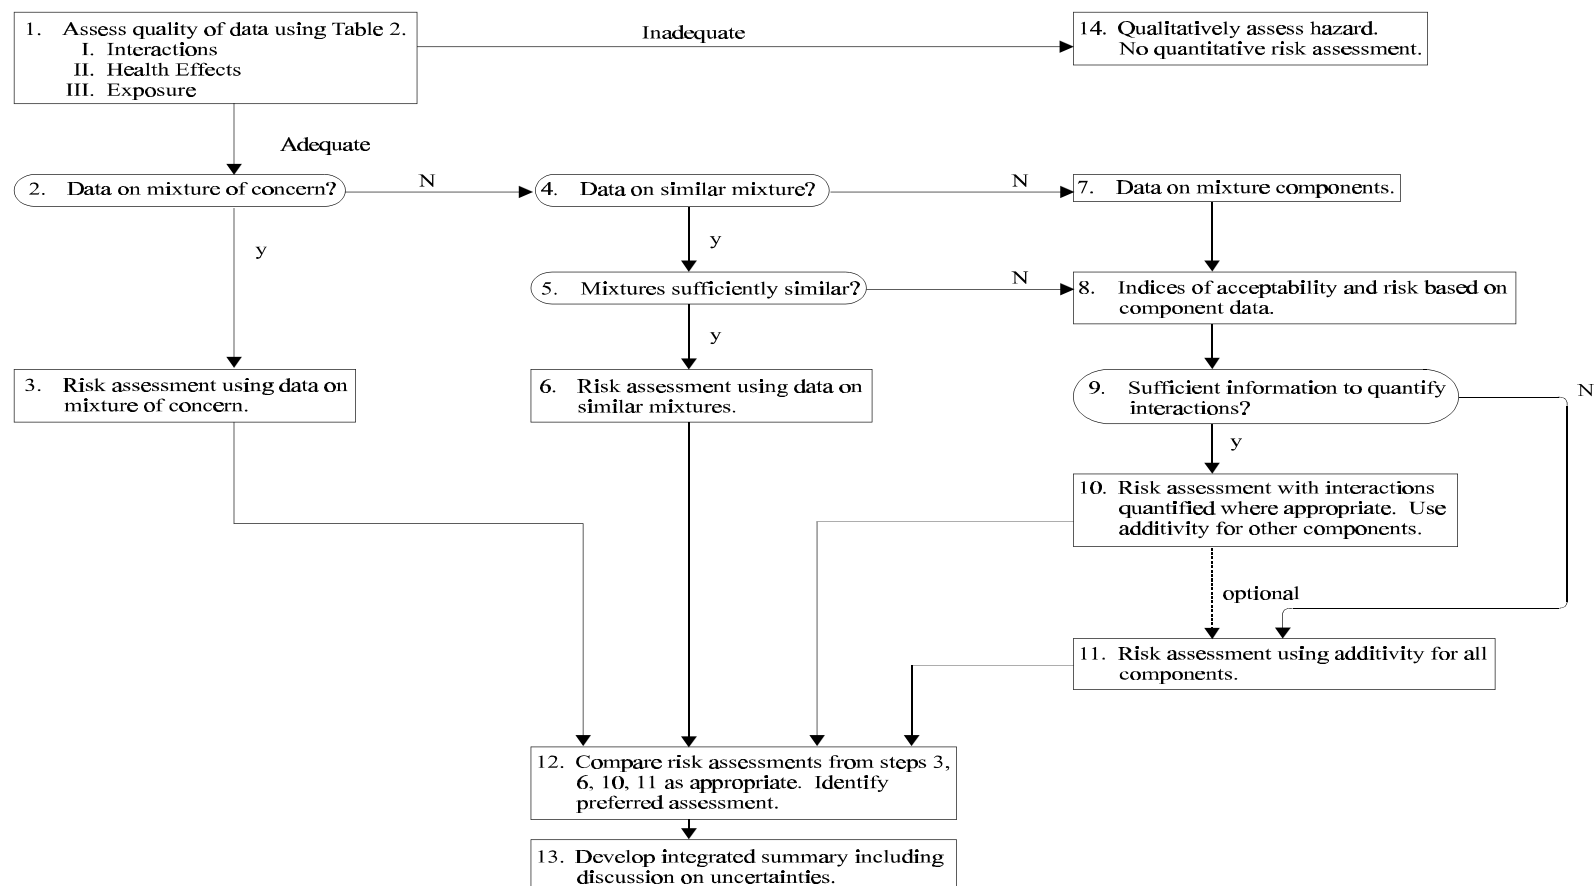 1. Assess quality of data using Table 2.
I. Interactions
II. Health Effects
III. Exposure
Inadequate
14. Qualitatively assess hazard.
No quantitative risk assessment.
Adequate
2. Data on mixture of concern?
N
4. Data on similar mixture?
N
7. Data on mixture components.
y
y
5. Mixtures sufficiently similar?
N
8. Indices of acceptability and risk based on
component data.
y
3. Risk assessment using data on
mixture of concern.
6. Risk assessment using data on
similar mixtures.
9. Sufficient information to quantify
interactions?
N
y
10. Risk assessment with interactions
quantified where appropriate. Use
additivity for other components.
optional
11. Risk assessment using additivity for all
components.
12. Compare risk assessments from steps 3,
6, 10, 11 as appropriate. Identify
preferred assessment.
13. Develop integrated summary including
discussion on uncertainties.